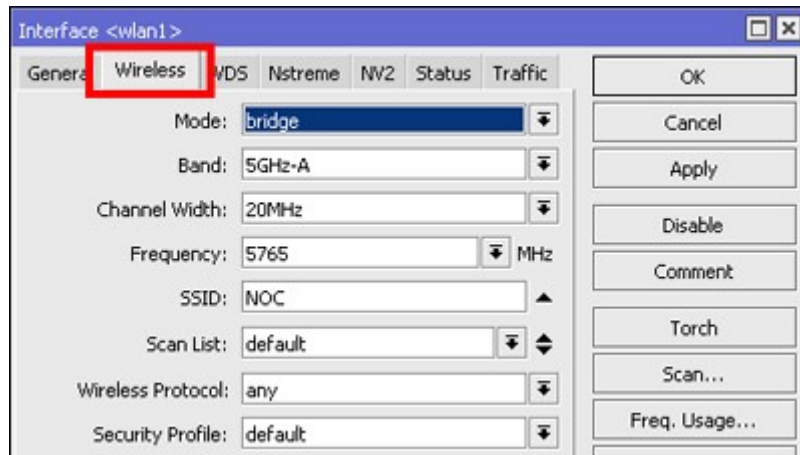 Interface <wlan1>
General Wireless WDS Nstreme NV2 Status Traffic
Mode: bridge
Band: 5GHz-A
Channel Width: 20MHz
Frequency: 5765 MHz
SSID: NOC
Scan List: default
Wireless Protocol: any
Security Profile: default
OK
Cancel
Apply
Disable
Comment
Torch
Scan...
Freq. Usage...